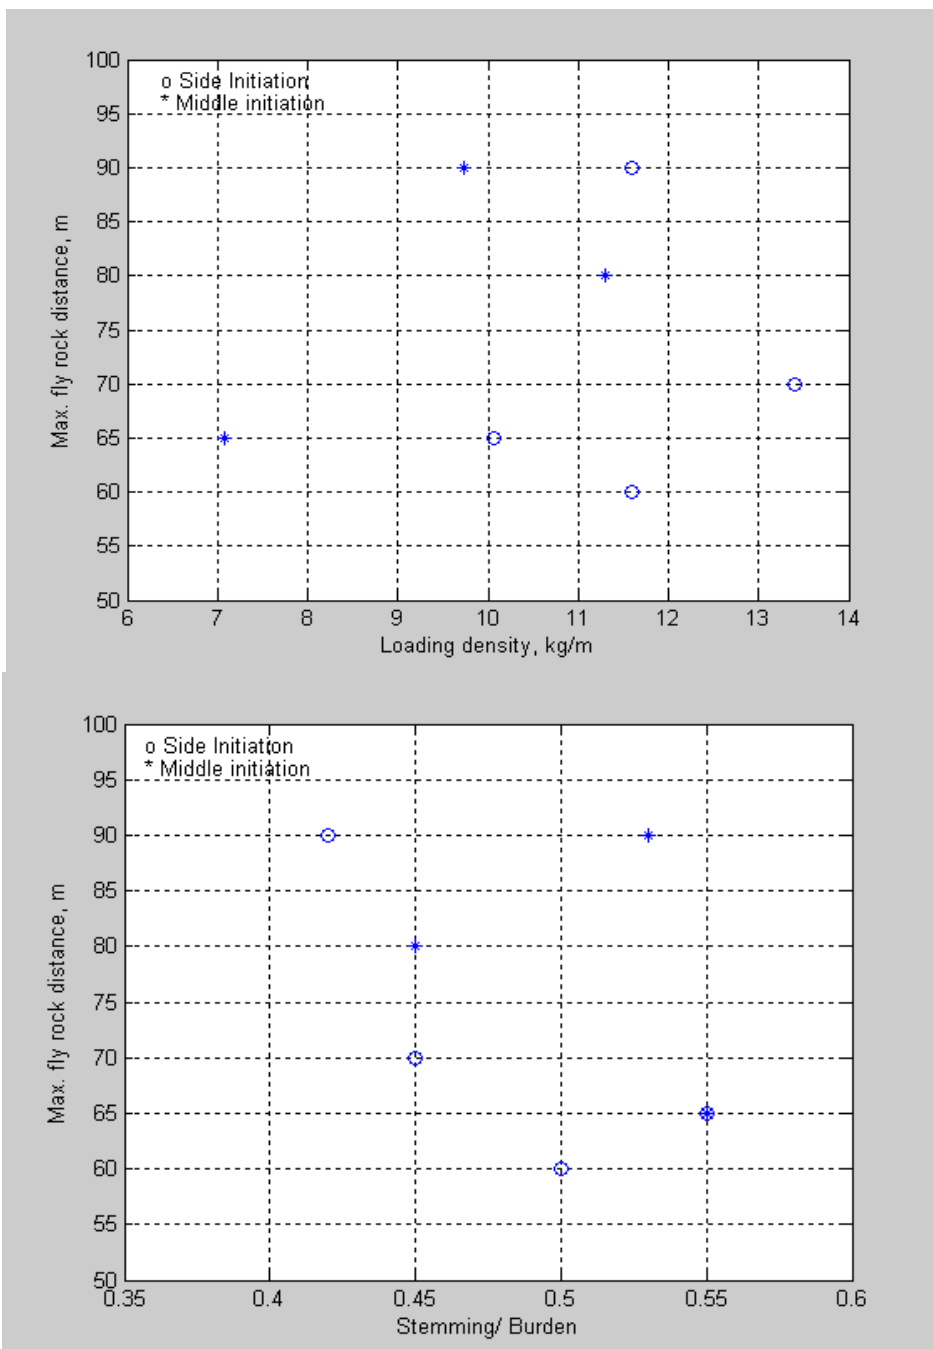 100
o Side Initiation
* Middle initiation
95
90
85
80
75
70
65
60
55
50
Max. fly rock distance, m
6 7 8 9 10 11 12 13 14
Loading density, kg/m
100
o Side Initiation
* Middle initiation
95
90
85
80
75
70
65
60
55
50
Max. fly rock distance, m
0.35 0.4 0.45 0.5 0.55 0.6
Stemming/ Burden